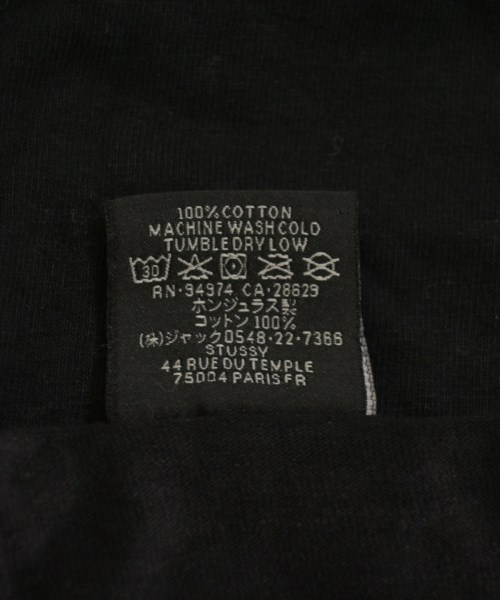 100% COTTON
MACHINE WASH COLD
TUMBLE DRY LOW
30
RN·94974 CA·28629
ホンジュラス製
コットン 100%
(株)ジャック0548·22·7366
STUSSY
44 RUE DU TEMPLE
75004 PARIS FR